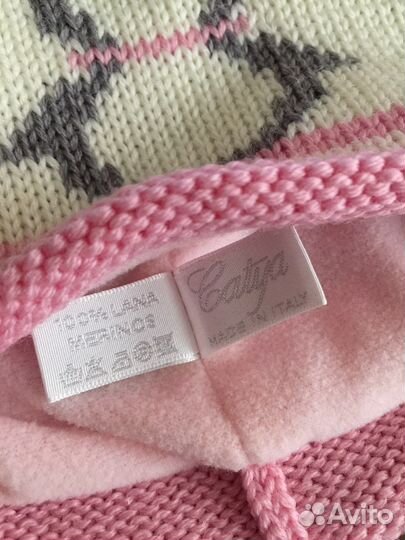 100% LANA
MERINOS
Catya
MADE IN ITALY
Avito